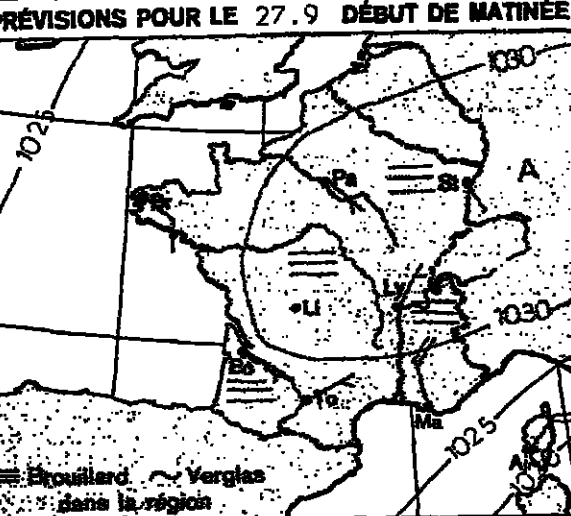 PRÉVISIONS POUR LE 27.9 DÉBUT DE MATINÉE
1030
1025
A
Pa
St
Br
Li
Ly
1030
Bo
To
Ma
1025
Brouillard Verglas
dans la région